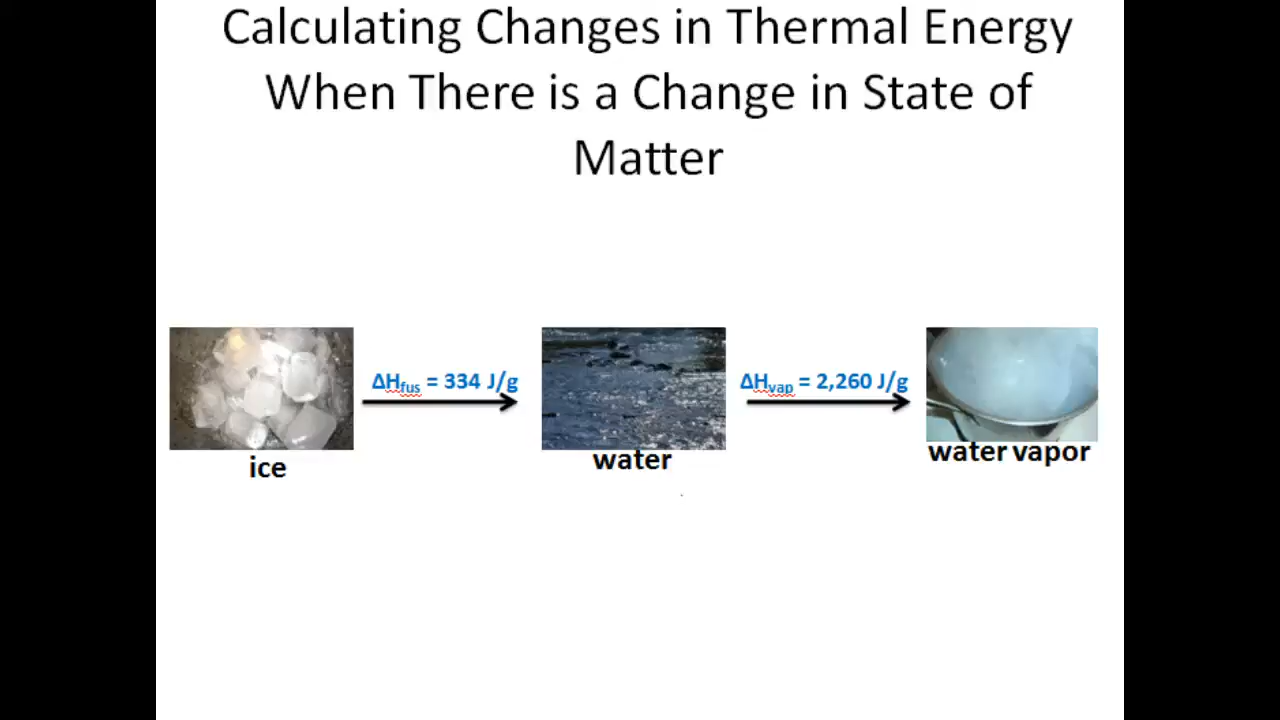 Calculating Changes in Thermal Energy
When There is a Change in State of
Matter
ΔHfus = 334 J/g
ΔHvap = 2,260 J/g
ice
water
water vapor